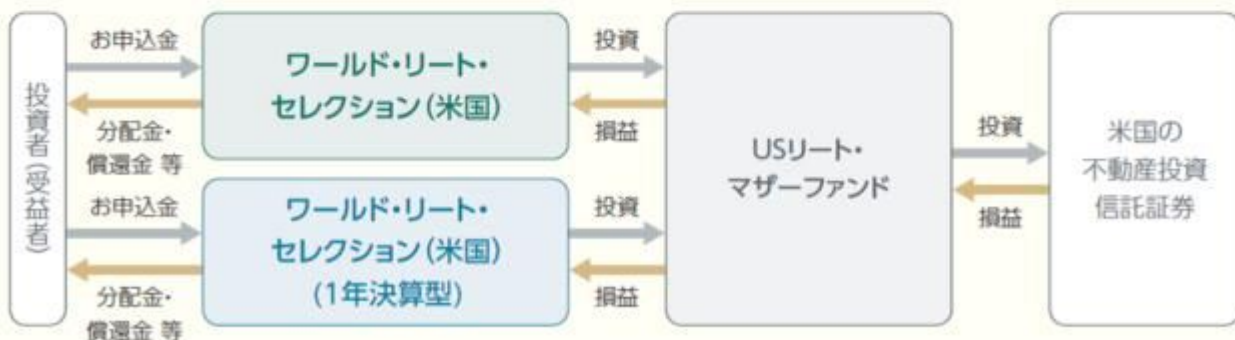 投資者(受益者)
お申込金
分配金・
償還金 等
お申込金
分配金・
償還金 等
ワールド・リート・
セレクション(米国)
ワールド・リート・
セレクション(米国)
(1年決算型)
投資
損益
投資
損益
USリート・
マザーファンド
投資
損益
米国の
不動産投資
信託証券